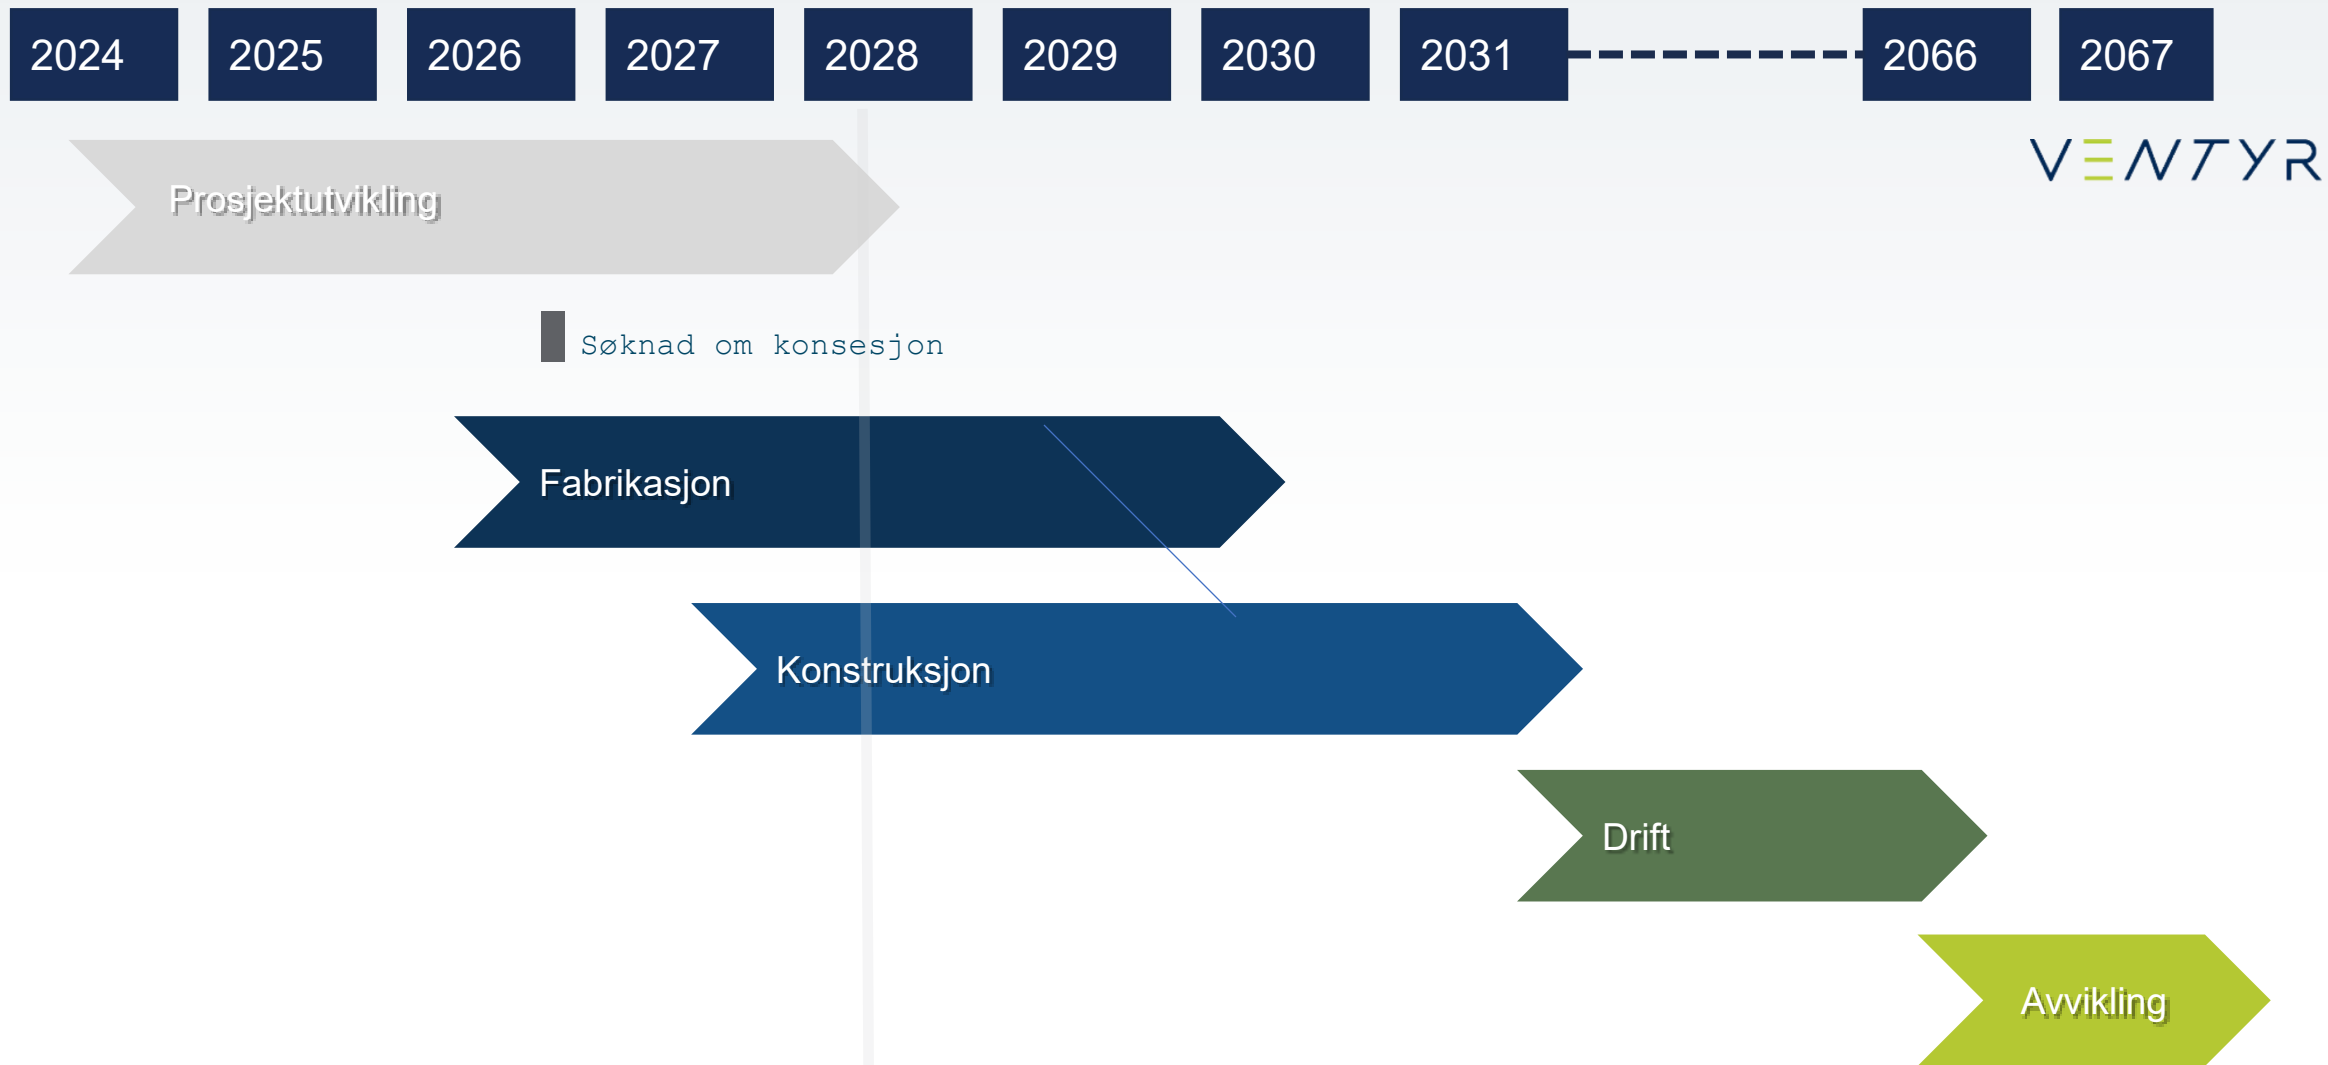 2024 2025 2026 2027 2028 2029 2030 2031 2066 2067
VENTYR
Prosjektutvikling
Søknad om konsesjon
Fabrikasjon
Konstruksjon
Drift
Avvikling